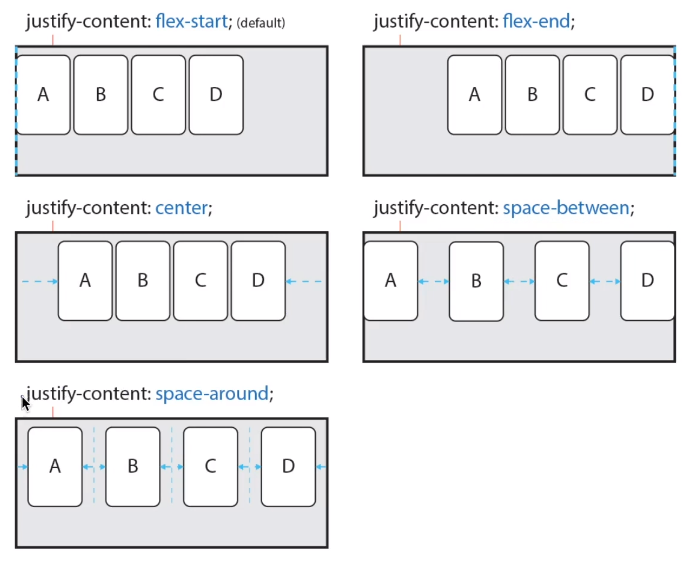 justify-content: flex-start; (default)
A B C D
justify-content: flex-end;
A B C D
justify-content: center;
A B C D
justify-content: space-between;
A B C D
justify-content: space-around;
A B C D